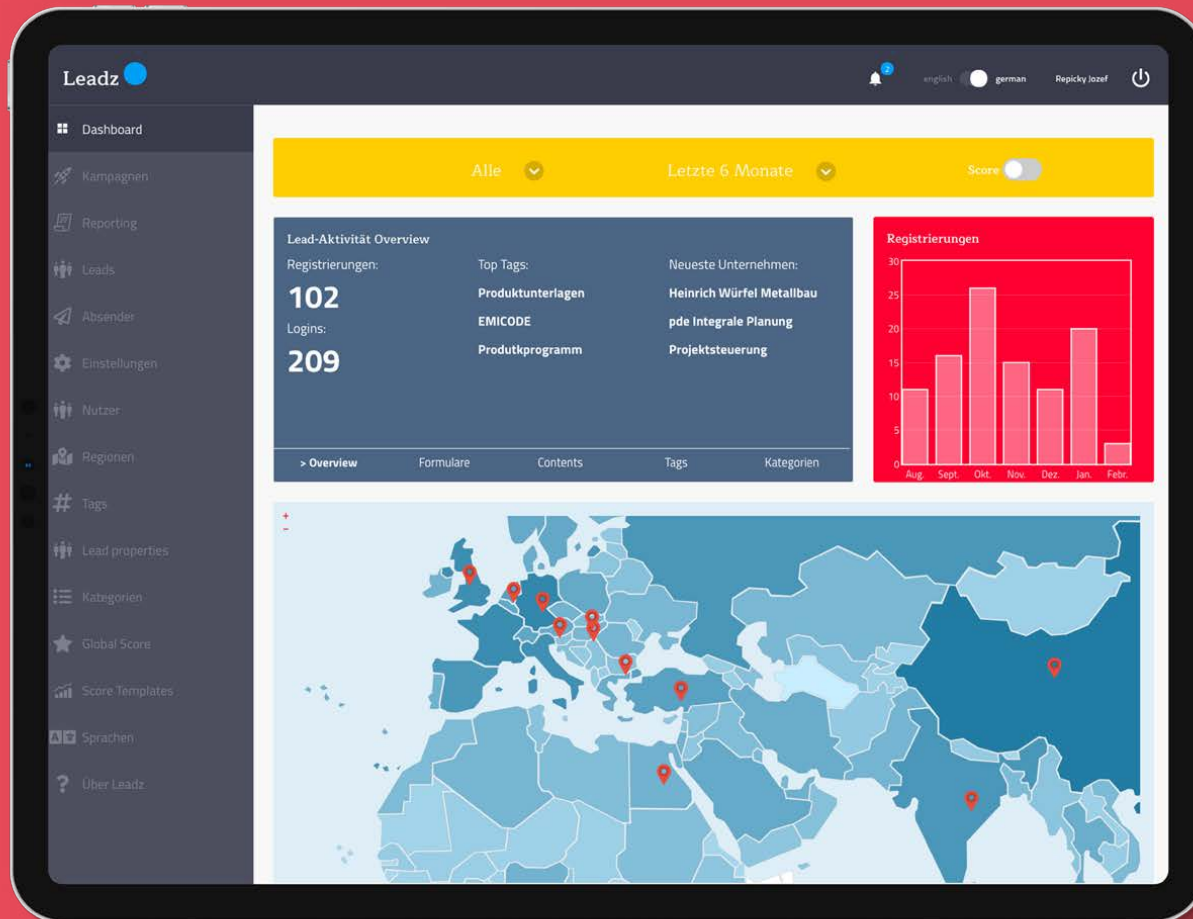 Leadz
2
english german
Repicky Jozef
Dashboard
Kampagnen
Reporting
Leads
Absender
Einstellungen
Nutzer
Regionen
Tags
Lead properties
Kategorien
Global Score
Score Templates
Sprachen
Über Leadz
Alle
Letzte 6 Monate
Score
Lead-Aktivität Overview
Registrierungen:
102
Logins:
209
Top Tags:
Produktunterlagen
EMICODE
Produtkprogramm
Neueste Unternehmen:
Heinrich Würfel Metallbau
pde Integrale Planung
Projektsteuerung
> Overview Formulare Contents Tags Kategorien
Registrierungen
30
25
20
15
10
5
0
Aug. Sept. Okt. Nov. Dez. Jan. Febr.
+
−